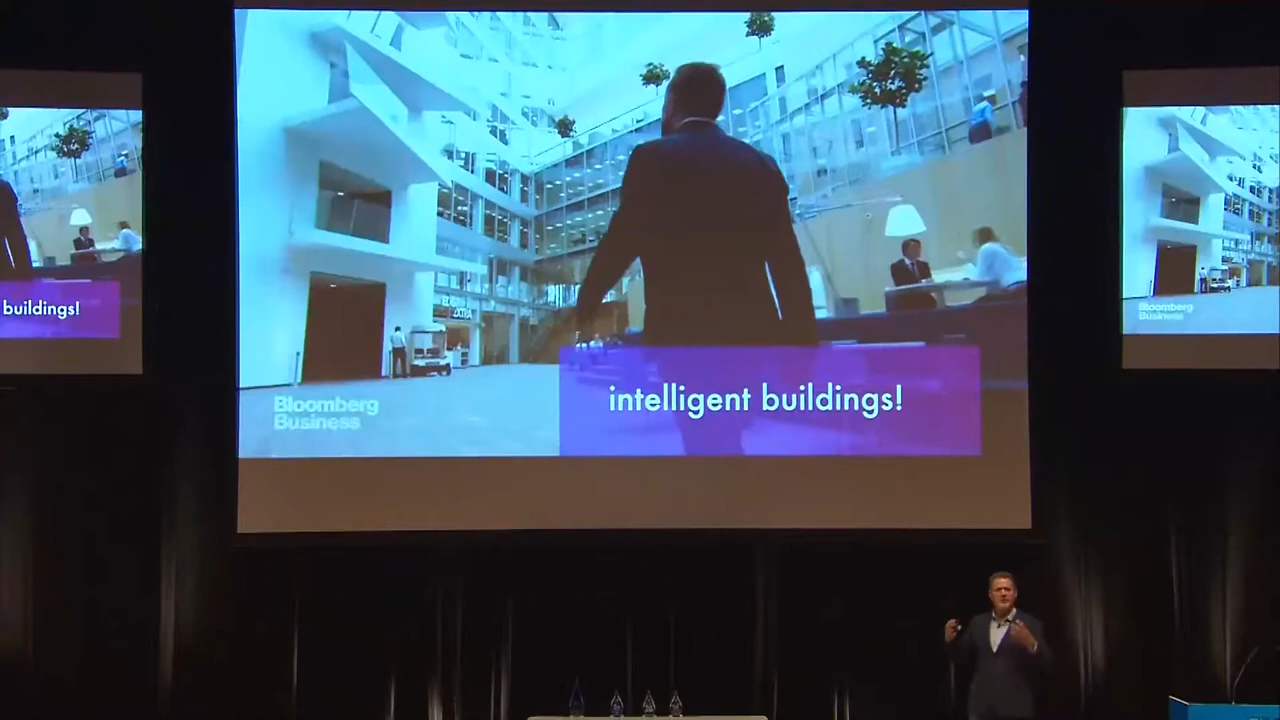 intelligent buildings!
Bloomberg
Business
buildings!
Bloomberg
Business